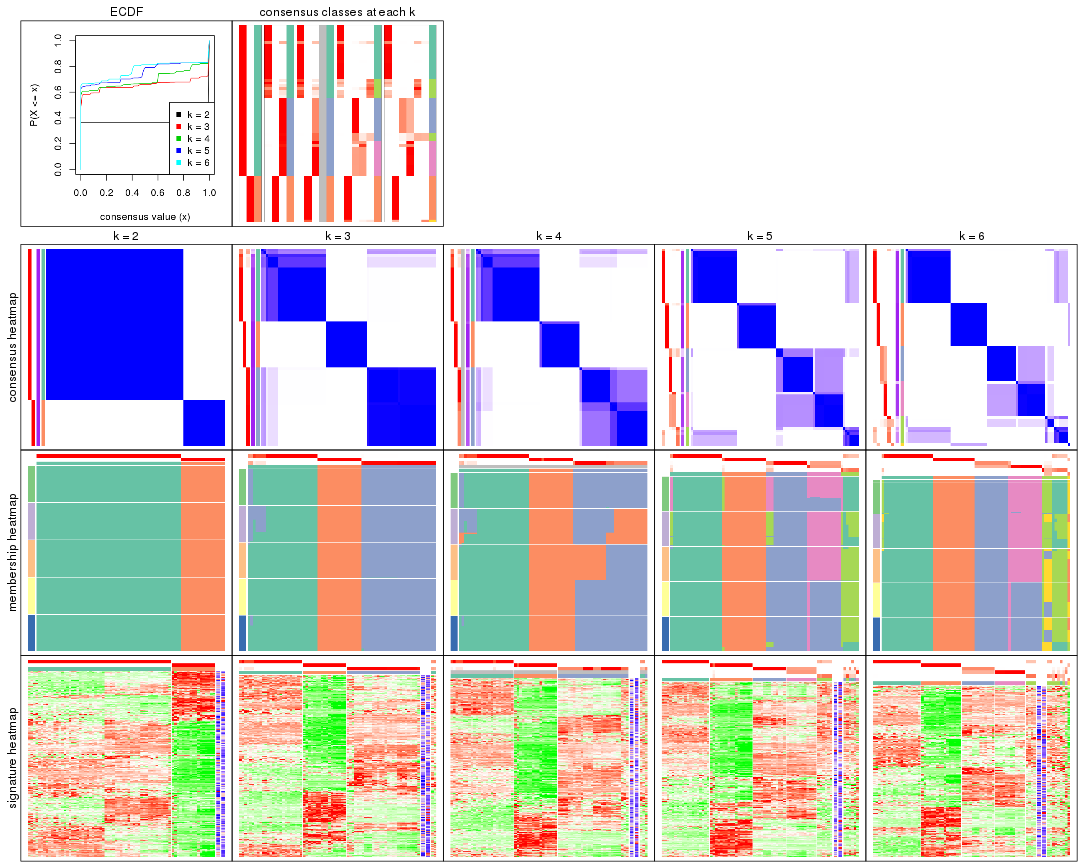 ECDF
consensus classes at each k
P(X <= x)
0.0 0.2 0.4 0.6 0.8 1.0
k = 2
k = 3
k = 4
k = 5
k = 6
0.0 0.2 0.4 0.6 0.8 1.0
consensus value (x)
k = 2
k = 3
k = 4
k = 5
k = 6
consensus heatmap
membership heatmap
signature heatmap